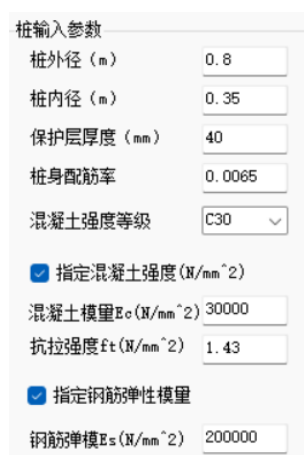 桩输入参数
桩外径（m） 0.8
桩内径（m） 0.35
保护层厚度（mm） 40
桩身配筋率 0.0065
混凝土强度等级 C30
指定混凝土强度(N/mm^2)
混凝土模量Ec(N/mm^2) 30000
抗拉强度ft(N/mm^2) 1.43
指定钢筋弹性模量
钢筋弹模Es(N/mm^2) 200000